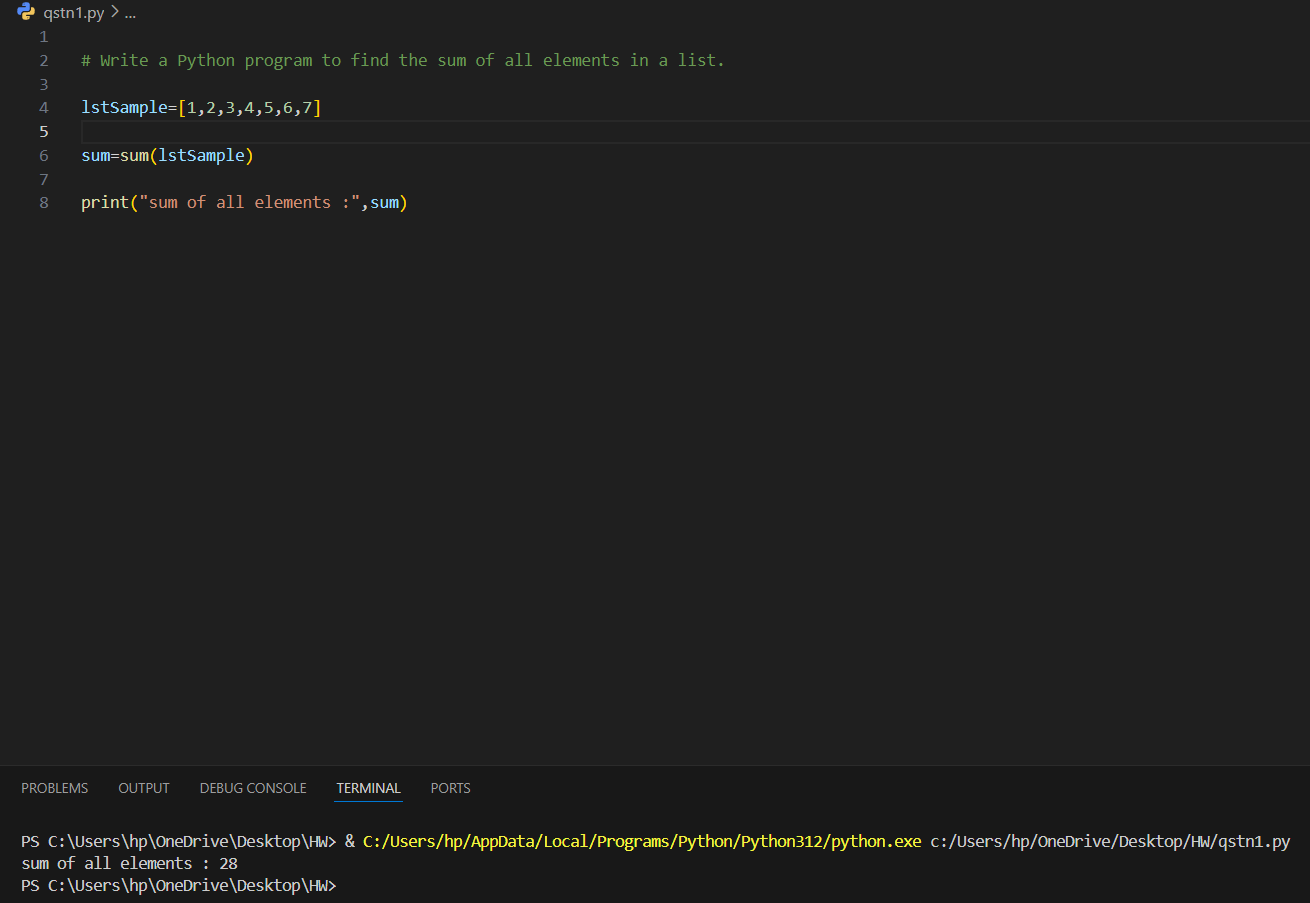 qstn1.py > ...
1
2 # Write a Python program to find the sum of all elements in a list.
3
4 lstSample=[1,2,3,4,5,6,7]
5
6 sum=sum(lstSample)
7
8 print("sum of all elements :",sum)
PROBLEMS OUTPUT DEBUG CONSOLE TERMINAL PORTS
PS C:\Users\hp\OneDrive\Desktop\HW> & C:/Users/hp/AppData/Local/Programs/Python/Python312/python.exe c:/Users/hp/OneDrive/Desktop/HW/qstn1.py
sum of all elements : 28
PS C:\Users\hp\OneDrive\Desktop\HW>